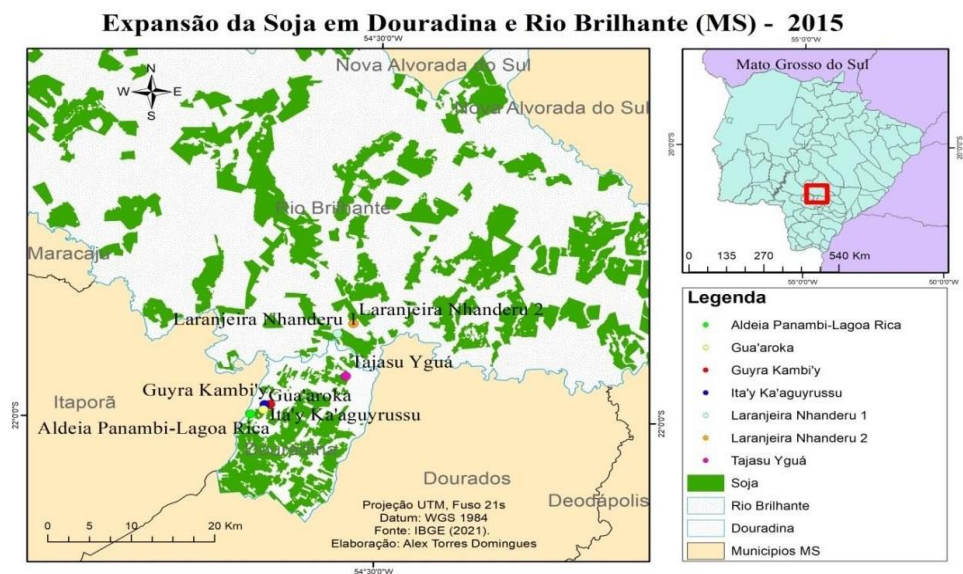 Expansão da Soja em Douradina e Rio Brilhante (MS) - 2015
54°30'0"W
Nova Alvorada do Sul
Nova Alvorada do Sul
N
W E
S
Rio Brilhante
Maracaju
Laranjeira Nhanderu 1
Laranjeira Nhanderu 2
Tajasu Yguá
Guyra Kambi'y
Gua'aroka
Itaporã
Ita'y Ka'aguyrussu
22°0'0"S
22°0'0"S
Aldeia Panambi-Lagoa Rica
Douradina
Dourados
Deodápolis
Projeção UTM, Fuso 21s
Datum: WGS 1984
Fonte: IBGE (2021).
Elaboração: Alex Torres Domingues
0 5 10 20 Km
54°30'0"W
55°0'0"W
Mato Grosso do Sul
20°0'0"S
20°0'0"S
0 135 270 540 Km
55°0'0"W
50°0'0"W
Legenda
Aldeia Panambi-Lagoa Rica
Gua'aroka
Guyra Kambi'y
Ita'y Ka'aguyrussu
Laranjeira Nhanderu 1
Laranjeira Nhanderu 2
Tajasu Yguá
Soja
Rio Brilhante
Douradina
Municipios MS